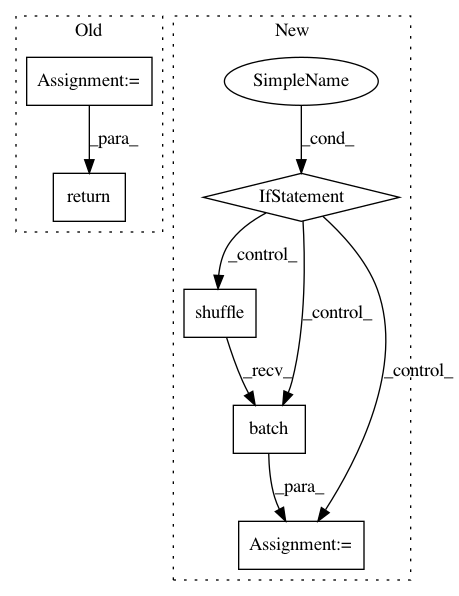 Old
New
Assignment:=
SimpleName
_para_
_cond_
return
IfStatement
_control_
shuffle
_control_
_control_
_recv_
batch
_para_
Assignment:=